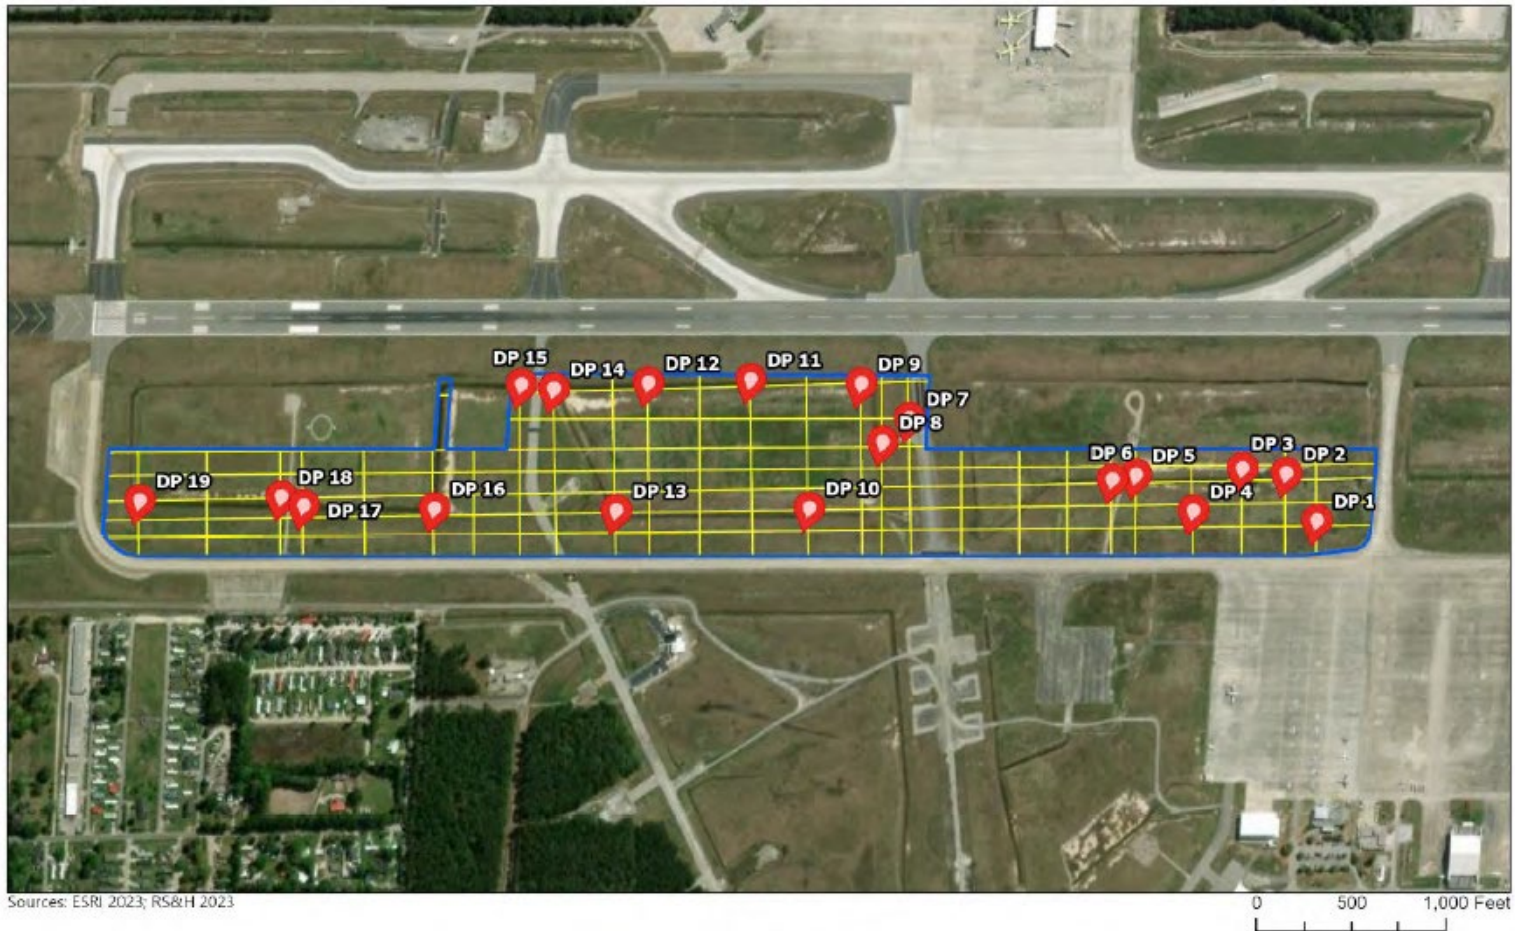 DP 15
DP 14
DP 12
DP 11
DP 9
DP 7
DP 8
DP 6
DP 5
DP 3
DP 2
DP 19
DP 18
DP 17
DP 16
DP 13
DP 10
DP 4
DP 1
Sources: ESRI 2023; RS&H 2023
0 500 1,000 Feet